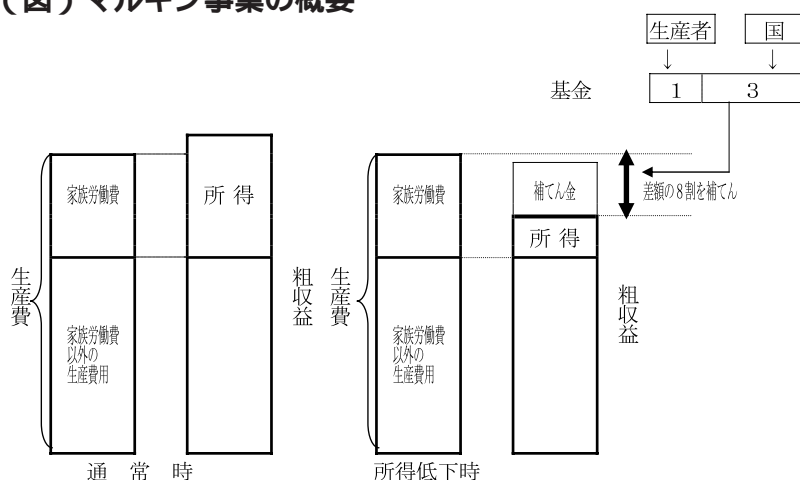 （図）マルキン事業の概要
生産者
国
↓
↓
基金
1
3
家族労働費
所 得
家族労働費
補てん金
差額の８割を補てん
所 得
生産費
粗収益
生産費
粗収益
家族労働費
以外の
生産費用
家族労働費
以外の
生産費用
通 常 時
所得低下時